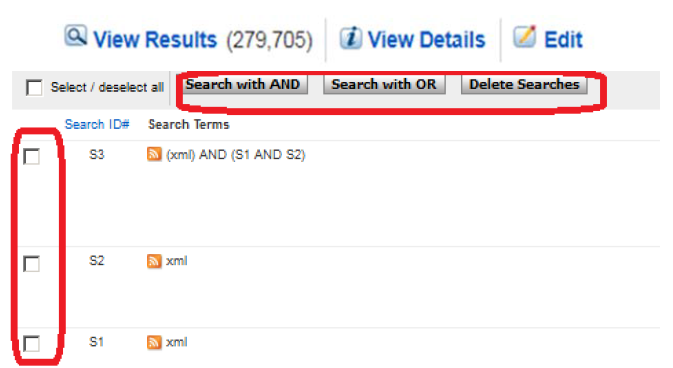 View Results (279,705) View Details Edit
Select / deselect all Search with AND Search with OR Delete Searches
Search ID# Search Terms
S3 (xml) AND (S1 AND S2)
S2 xml
S1 xml